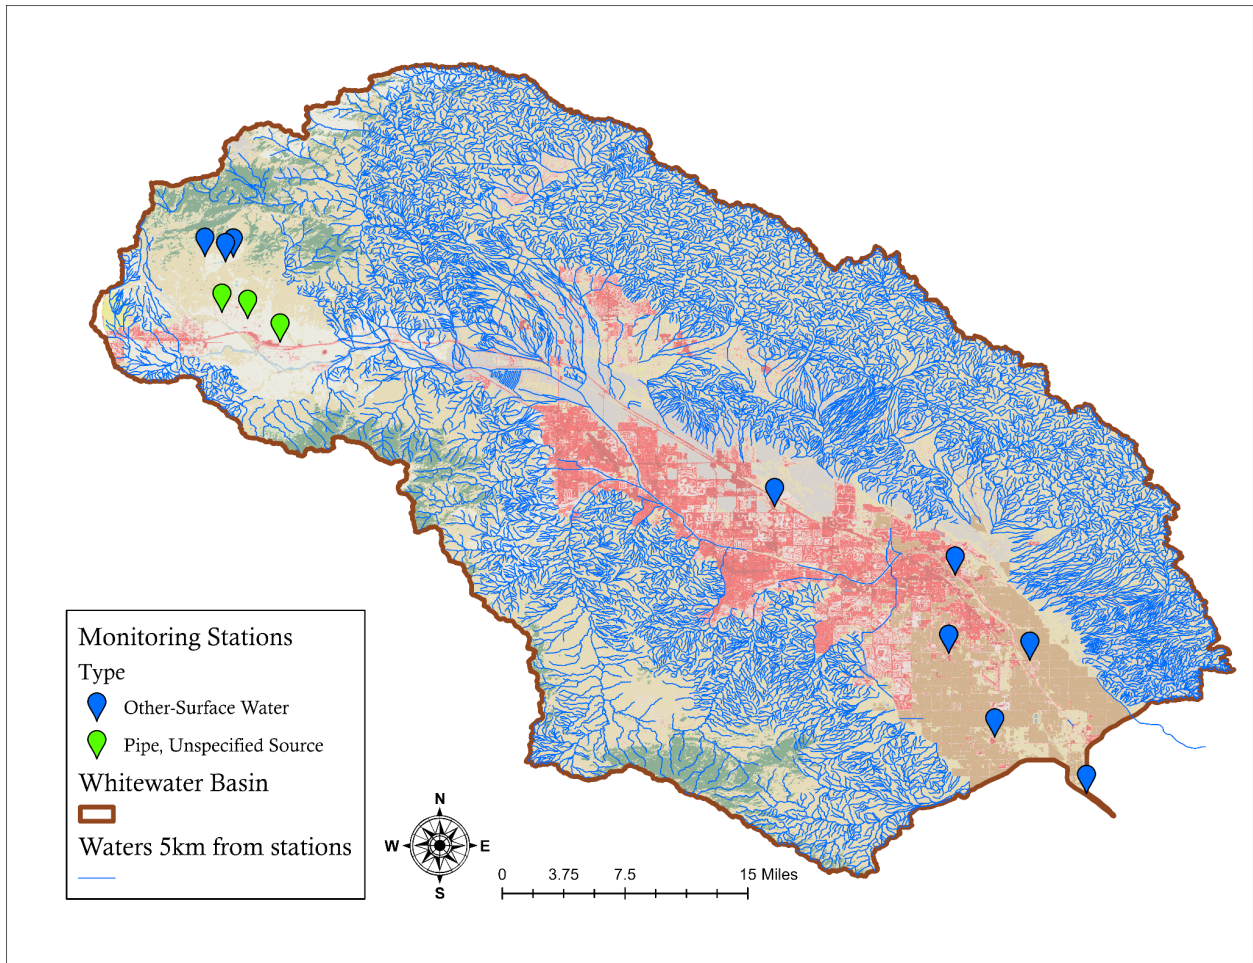 Monitoring Stations
Type
Other-Surface Water
Pipe, Unspecified Source
Whitewater Basin
Waters 5km from stations
N
W E
S
0 3.75 7.5 15 Miles